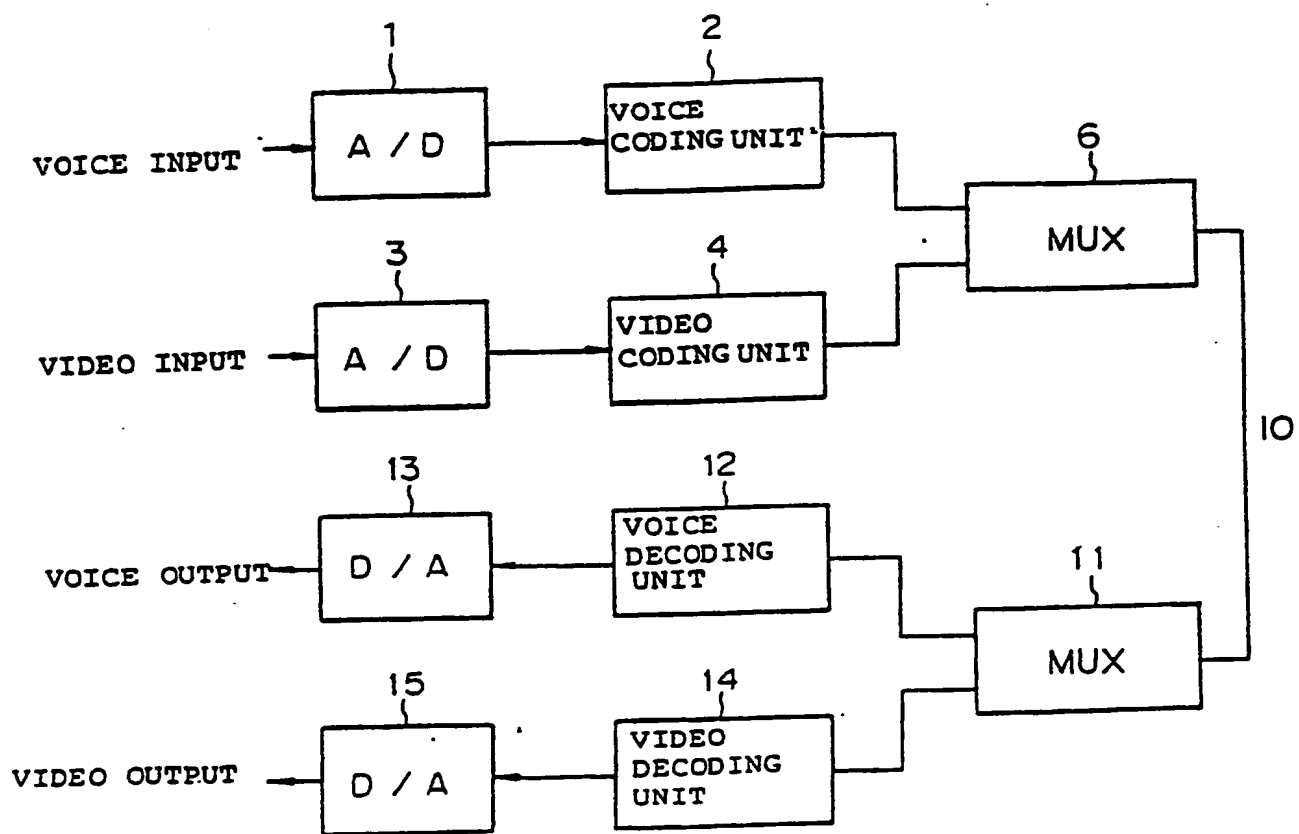 1
2
VOICE INPUT
A / D
VOICE
CODING UNIT
6
MUX
3
4
VIDEO INPUT
A / D
VIDEO
CODING UNIT
10
13
12
VOICE OUTPUT
D / A
VOICE
DECODING
UNIT
11
MUX
15
14
VIDEO OUTPUT
D / A
VIDEO
DECODING
UNIT